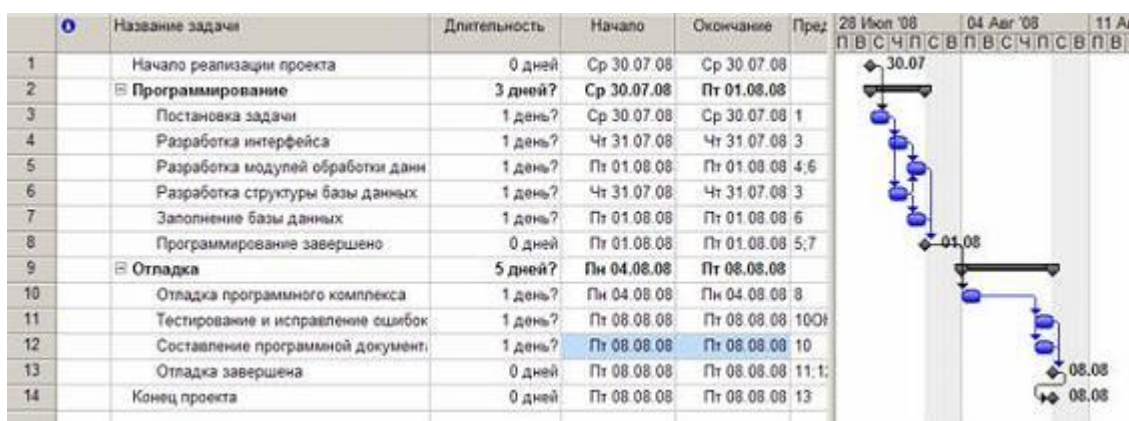 Название задачи Длительность Начало Окончание Пред 28 Июл '08 04 Авг '08 11 А
П В С Ч П С В П В С Ч П С В П В
1 Начало реализации проекта 0 дней Ср 30.07.08 Ср 30.07.08 30.07
2 Программирование 3 дней? Ср 30.07.08 Пт 01.08.08
3 Постановка задачи 1 день? Ср 30.07.08 Ср 30.07.08 1
4 Разработка интерфейса 1 день? Чт 31.07.08 Чт 31.07.08 3
5 Разработка модулей обработки данн 1 день? Пт 01.08.08 Пт 01.08.08 4;6
6 Разработка структуры базы данных 1 день? Чт 31.07.08 Чт 31.07.08 3
7 Заполнение базы данных 1 день? Пт 01.08.08 Пт 01.08.08 6
8 Программирование завершено 0 дней Пт 01.08.08 Пт 01.08.08 5;7 01.08
9 Отладка 5 дней? Пн 04.08.08 Пт 08.08.08
10 Отладка программного комплекса 1 день? Пн 04.08.08 Пн 04.08.08 8
11 Тестирование и исправление ошибок 1 день? Пт 08.08.08 Пт 08.08.08 10ОН
12 Составление программной документ 1 день? Пт 08.08.08 Пт 08.08.08 10
13 Отладка завершена 0 дней Пт 08.08.08 Пт 08.08.08 11;1 08.08
14 Конец проекта 0 дней Пт 08.08.08 Пт 08.08.08 13 08.08